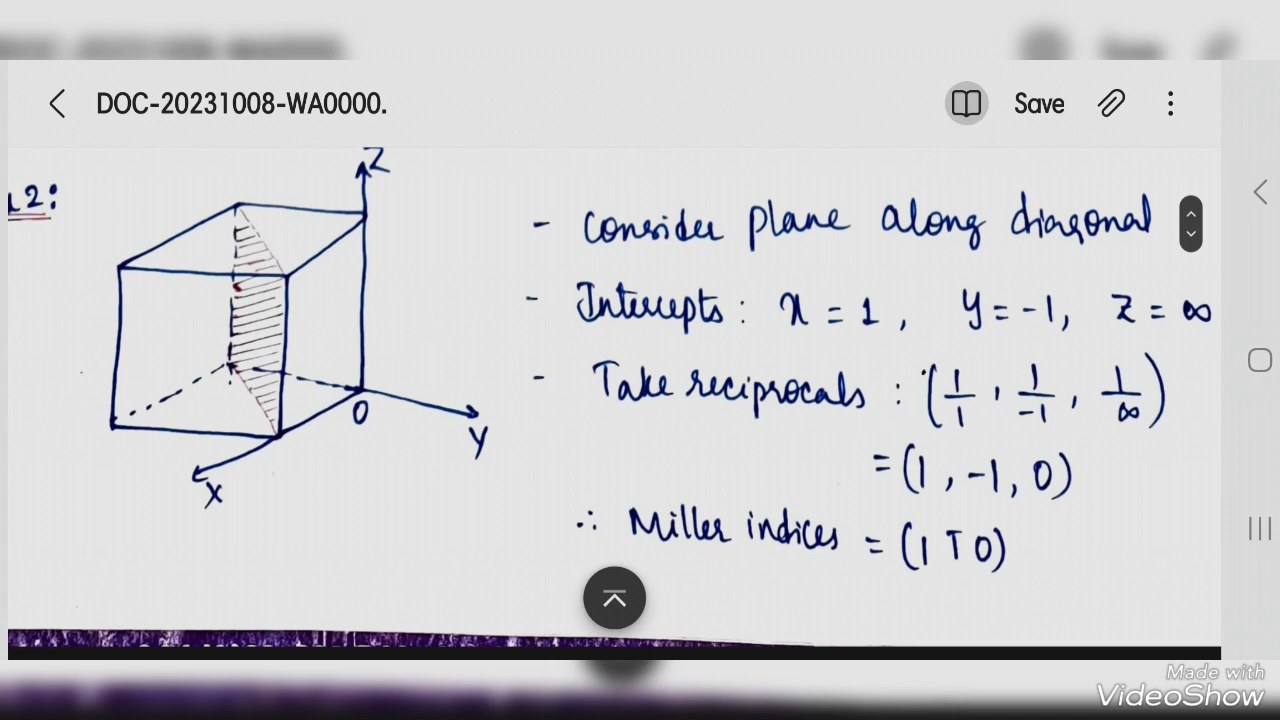 DOC-20231008-WA0000.
Save
2:
Z
O
Y
X
- Consider plane along diagonal
- Intercepts : x = 1 , y = -1, z = ∞
- Take reciprocals : (1/1 , 1/-1 , 1/∞)
= (1 , -1, 0)
∴ Miller indices = (1 1̅ 0)
Made with
VideoShow